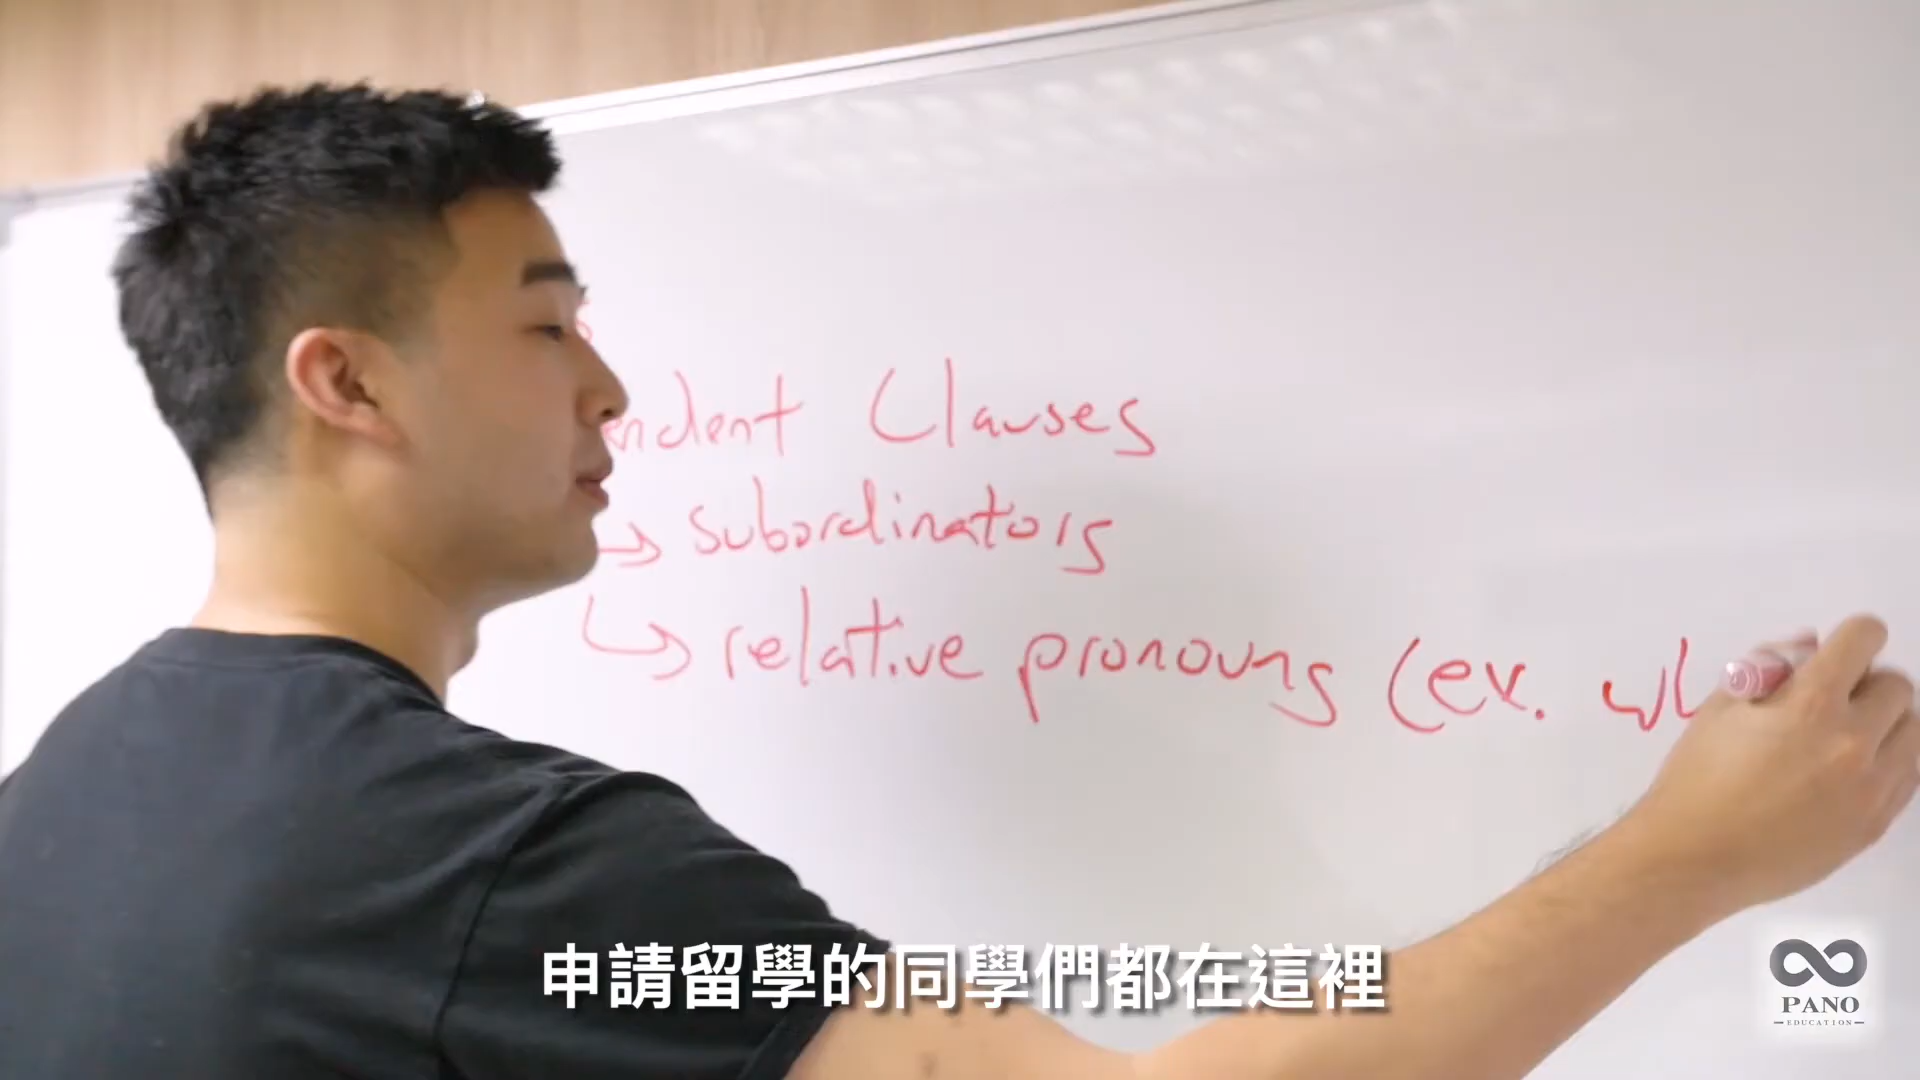 Clauses
→ subordinators
↳ relative pronouns (ex.
申請留學的同學們都在這裡
PANO
EDUCATION